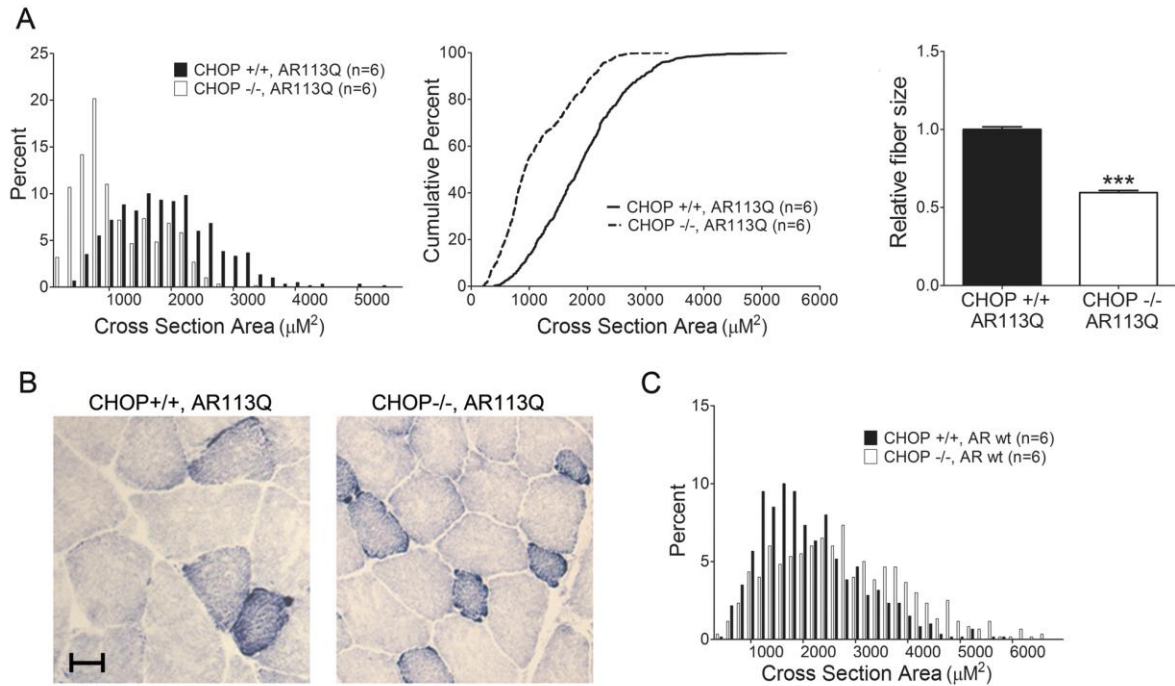 A
25
20
15
10
5
0
Percent
CHOP +/+, AR113Q (n=6)
CHOP -/-, AR113Q (n=6)
1000 2000 3000 4000 5000
Cross Section Area (μM²)
100
80
60
40
20
0
Cumulative Percent
CHOP +/+, AR113Q (n=6)
CHOP -/-, AR113Q (n=6)
0 1000 2000 3000 4000 5000 6000
Cross Section Area (μM²)
1.5
1.0
0.5
0.0
Relative fiber size
***
CHOP +/+
AR113Q
CHOP -/-
AR113Q
B
CHOP+/+, AR113Q
CHOP-/-, AR113Q
C
15
10
5
0
Percent
CHOP +/+, AR wt (n=6)
CHOP -/-, AR wt (n=6)
1000 2000 3000 4000 5000 6000
Cross Section Area (μM²)